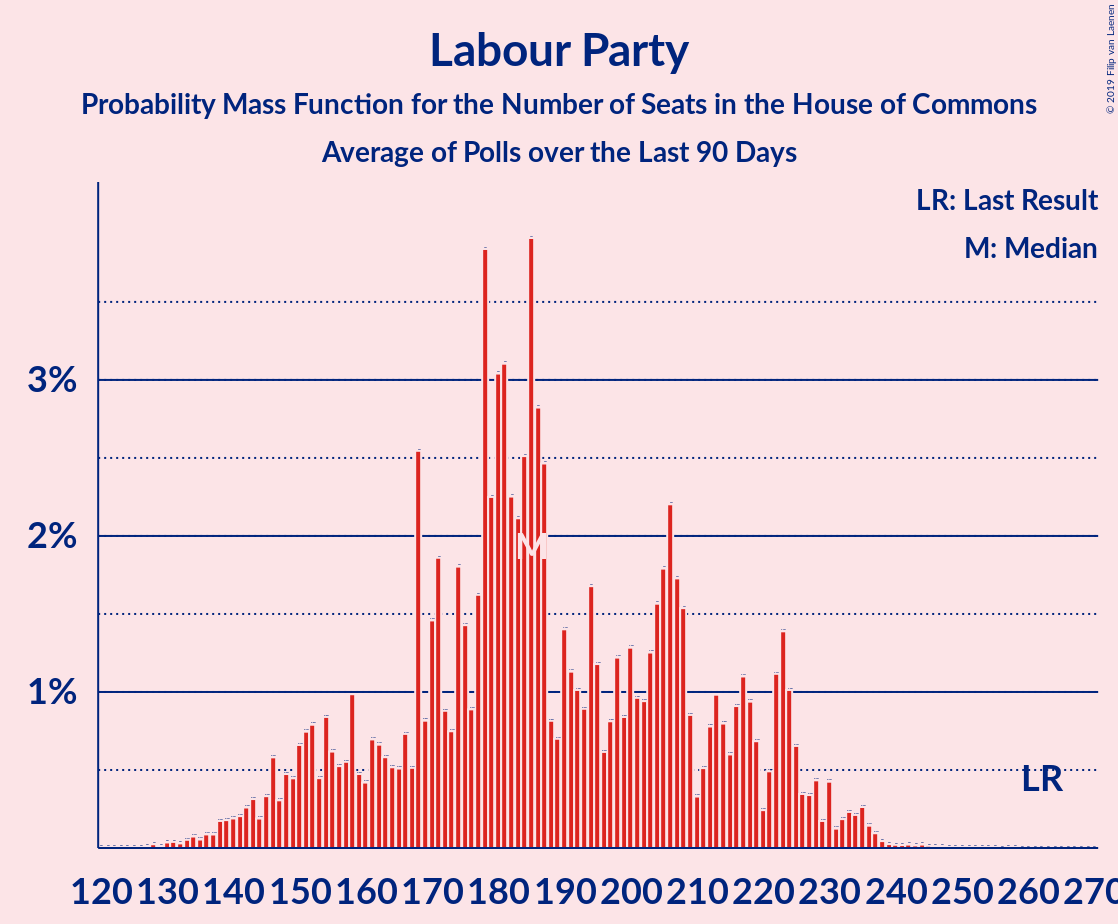 Labour Party
Probability Mass Function for the Number of Seats in the House of Commons
Average of Polls over the Last 90 Days
© 2019 Filip van Laenen
LR: Last Result
M: Median
3%
2%
1%
M
LR
120 130 140 150 160 170 180 190 200 210 220 230 240 250 260 270